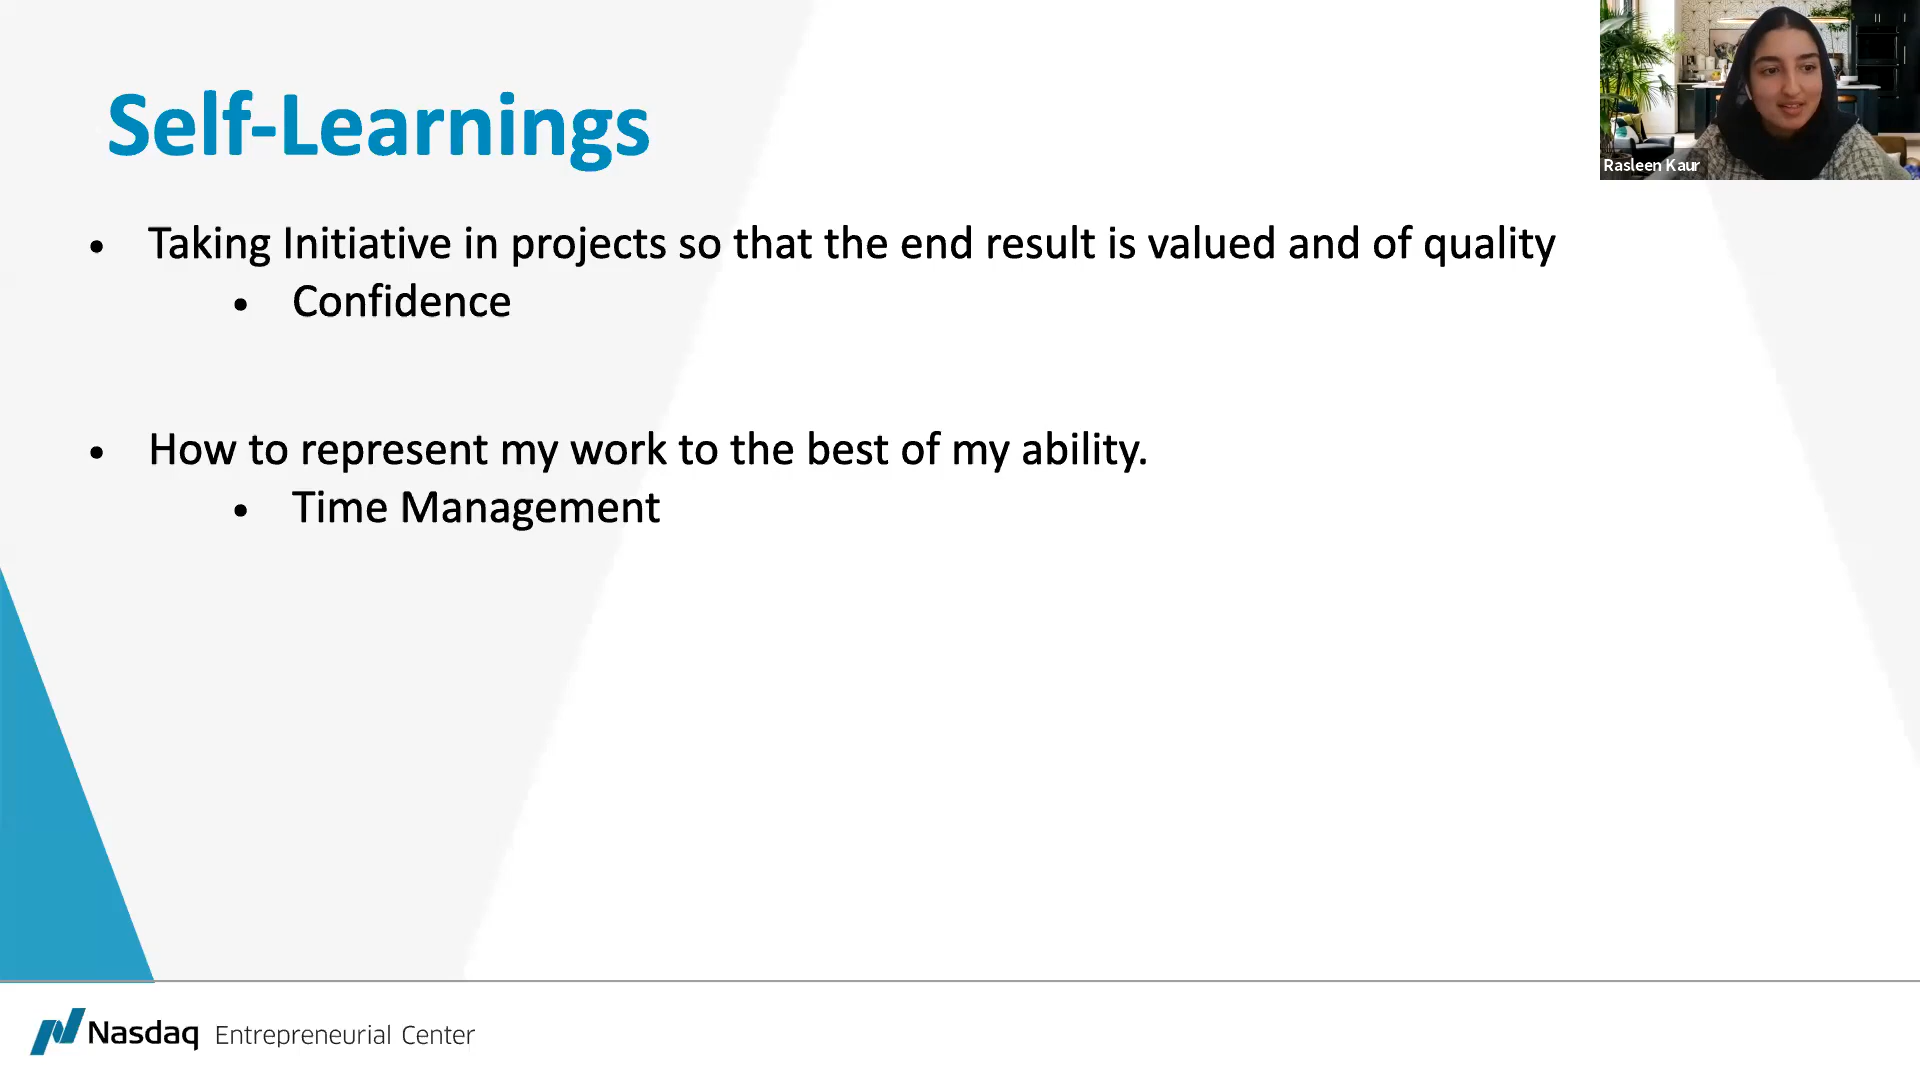 Self-Learnings
Rasleen Kaur
• Taking Initiative in projects so that the end result is valued and of quality
• Confidence
• How to represent my work to the best of my ability.
• Time Management
Nasdaq Entrepreneurial Center